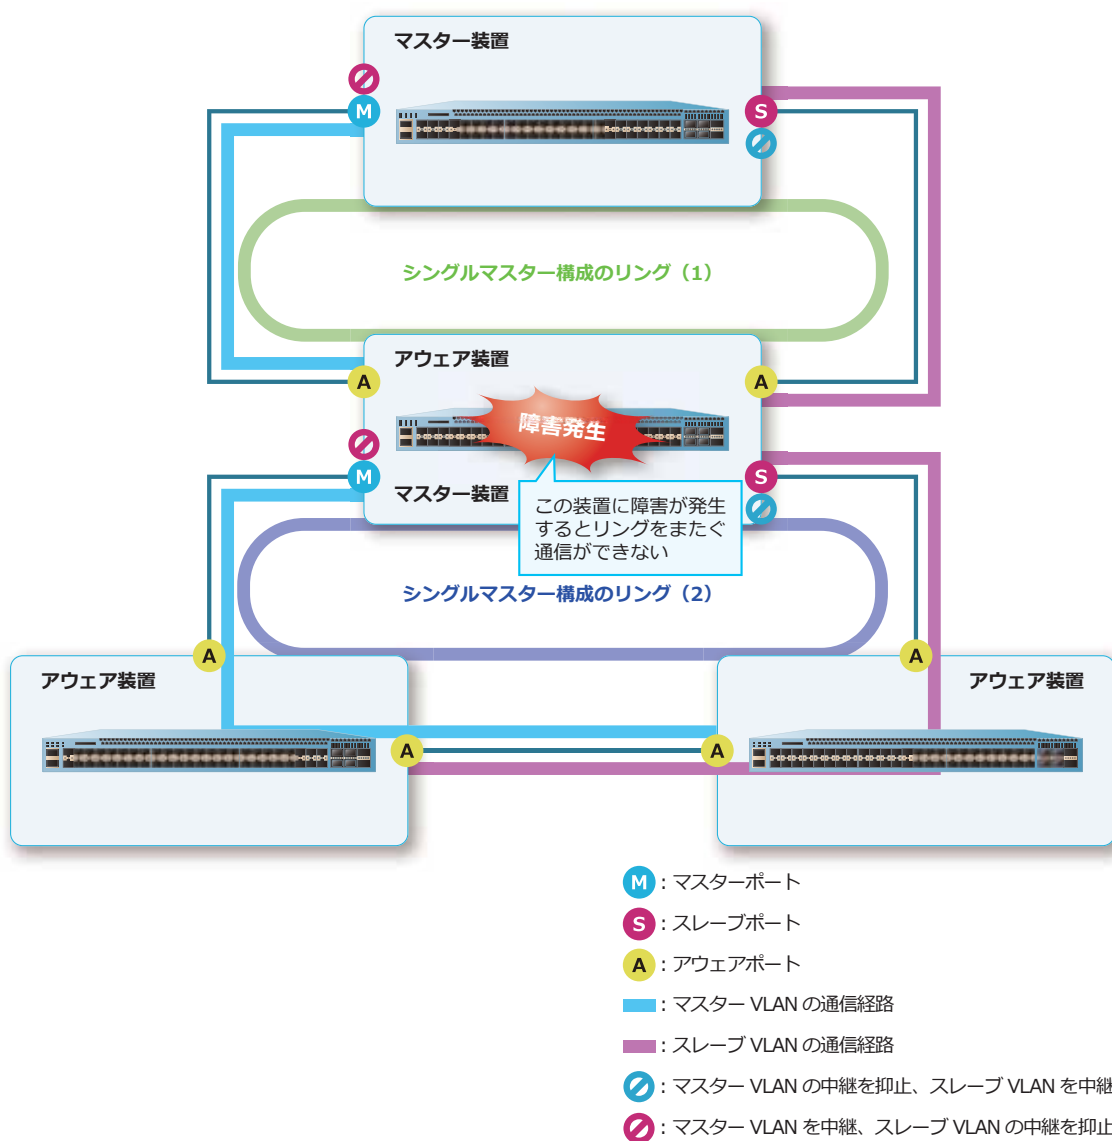 マスター装置
M
S
シングルマスター構成のリング（1）
アウェア装置
A
A
障害発生
M
S
マスター装置
この装置に障害が発生
するとリングをまたぐ
通信ができない
シングルマスター構成のリング（2）
A
A
アウェア装置
アウェア装置
A
A
M：マスターポート
S：スレーブポート
A：アウェアポート
：マスター VLAN の通信経路
：スレーブ VLAN の通信経路
：マスター VLAN の中継を抑止、スレーブ VLAN を中継
：マスター VLAN を中継、スレーブ VLAN の中継を抑止